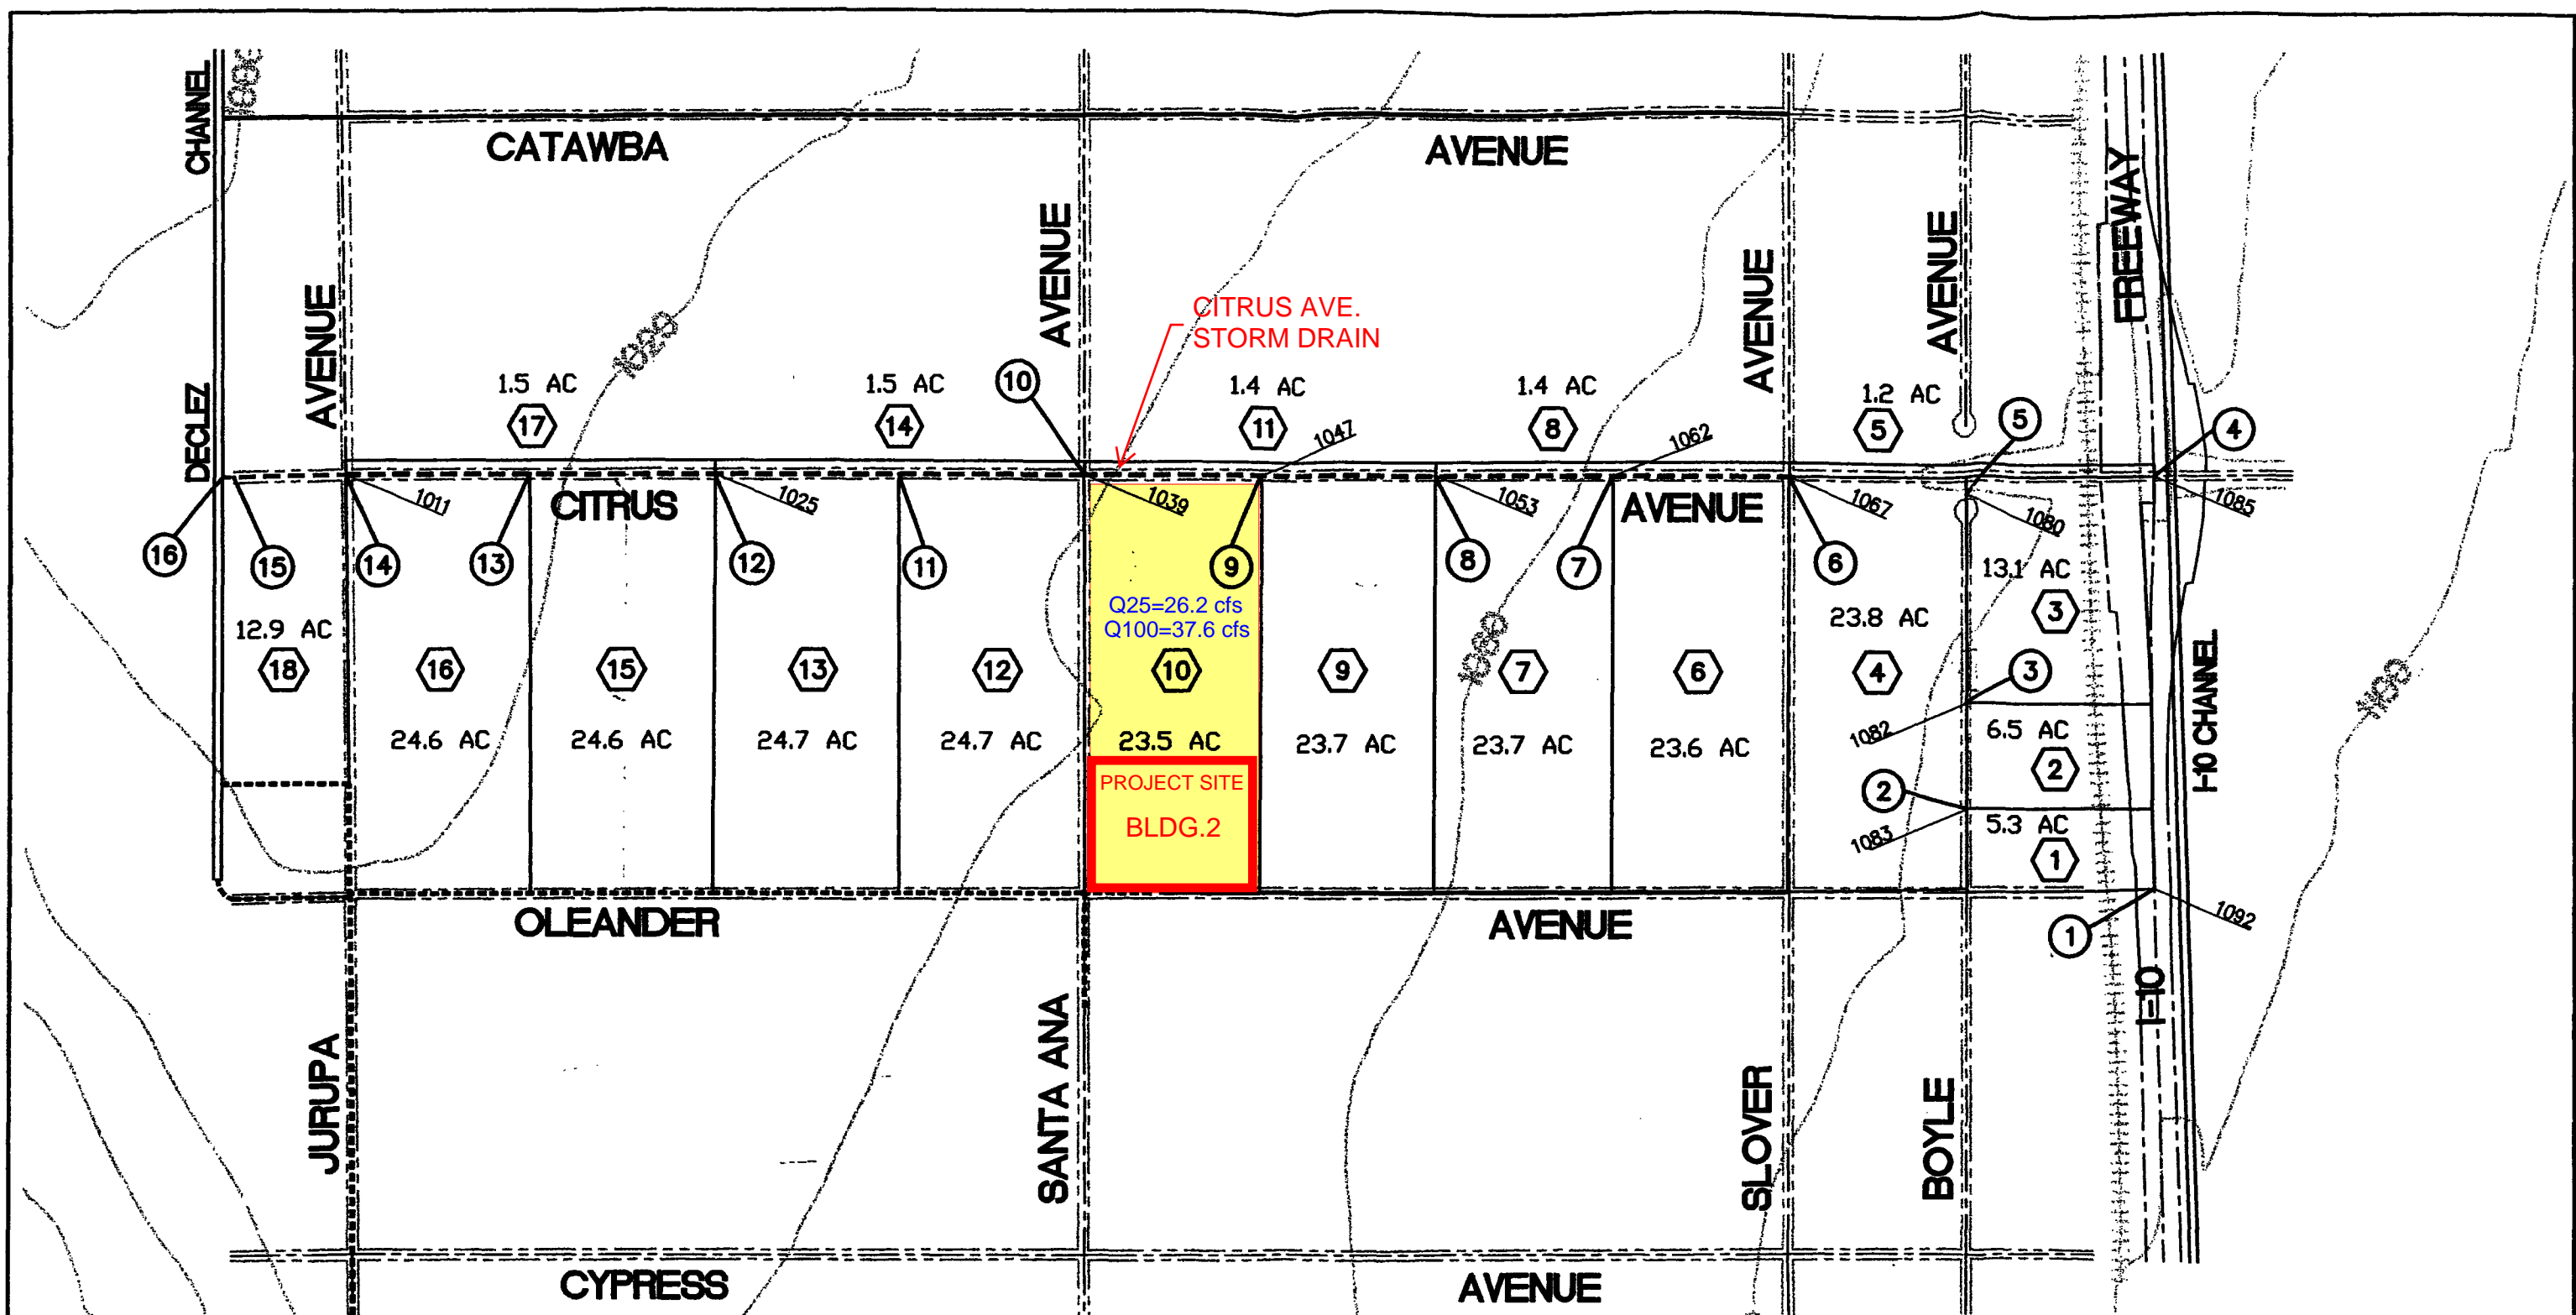 CHANNEL
1000
CATAWBA
AVENUE
FREEWAY
AVENUE
AVENUE
AVENUE
AVENUE
CITRUS AVE.
STORM DRAIN
1020
DECLEZ
1.5 AC
17
1.5 AC
14
10
1.4 AC
11
1047
1.4 AC
8
1062
1.2 AC
5
5
4
1011
CITRUS
1025
1039
1053
AVENUE
1067
1080
1085
16
15
14
13
12
11
9
8
7
6
13.1 AC
3
Q25=26.2 cfs
Q100=37.6 cfs
12.9 AC
18
16
15
13
12
10
9
1060
7
6
23.8 AC
4
3
1100
I-10 CHANNEL
24.6 AC
24.6 AC
24.7 AC
24.7 AC
23.5 AC
23.7 AC
23.7 AC
23.6 AC
1082
6.5 AC
2
PROJECT SITE
BLDG.2
2
1083
5.3 AC
1
OLEANDER
AVENUE
1
1092
I-10
JURUPA
SANTA ANA
SLOVER
BOYLE
CYPRESS
AVENUE